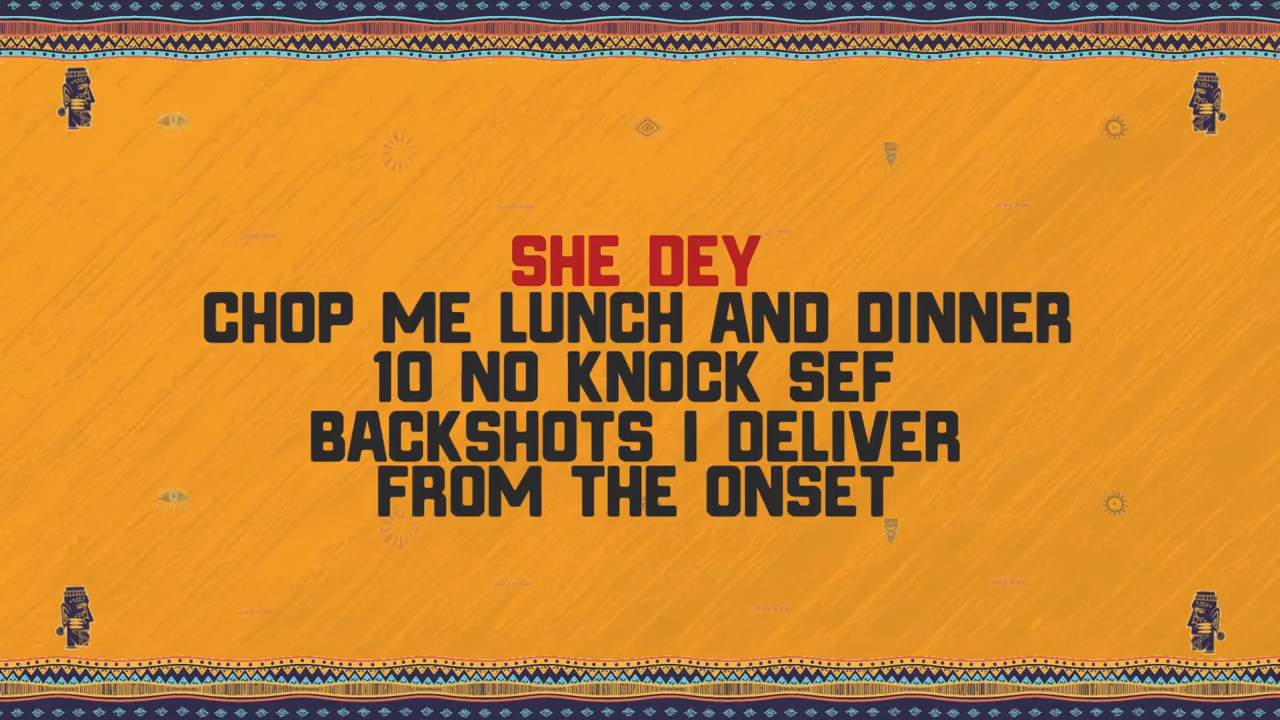 SHE DEY
CHOP ME LUNCH AND DINNER
10 NO KNOCK SEF
BACKSHOTS I DELIVER
FROM THE ONSET